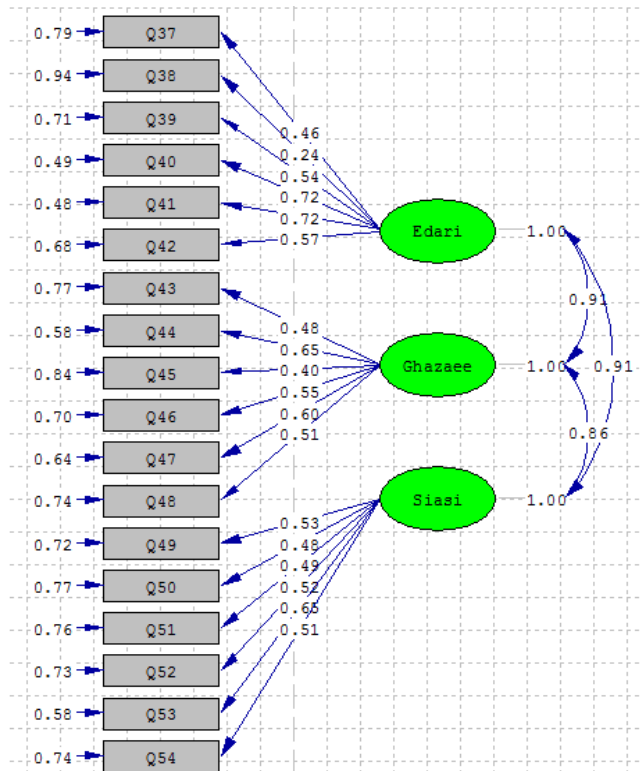 0.79 Q37
0.94 Q38
0.71 Q39
0.49 Q40
0.48 Q41
0.68 Q42
0.77 Q43
0.58 Q44
0.84 Q45
0.70 Q46
0.64 Q47
0.74 Q48
0.72 Q49
0.77 Q50
0.76 Q51
0.73 Q52
0.58 Q53
0.74 Q54
0.46
0.24
0.54
0.72
0.72
0.57
0.48
0.65
0.40
0.55
0.60
0.51
0.53
0.48
0.49
0.52
0.65
0.51
Edari 1.00
Ghazaee 1.00
Siasi 1.00
0.91
0.91
0.86